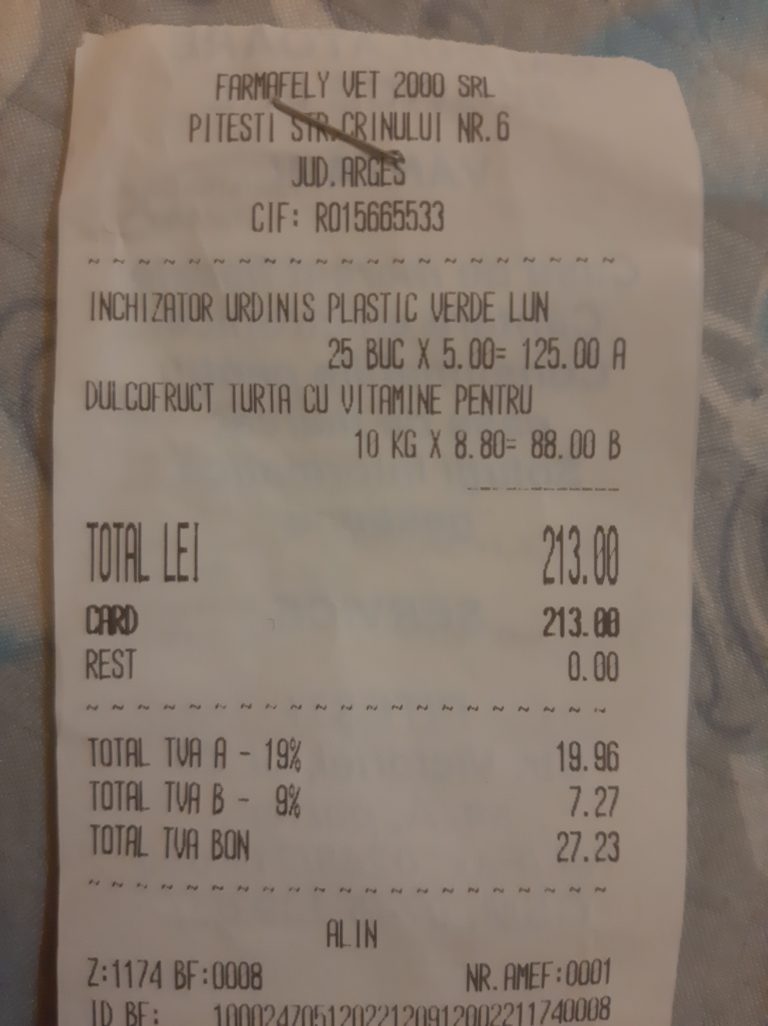 FARMAFELY VET 2000 SRL
PITESTI STR.CRINULUI NR.6
JUD.ARGES
CIF: RO15665533
~ ~ ~ ~ ~ ~ ~ ~ ~ ~ ~ ~ ~ ~ ~ ~ ~ ~ ~ ~ ~ ~ ~ ~
INCHIZATOR URDINIS PLASTIC VERDE LUN
25 BUC X 5.00= 125.00 A
DULCOFRUCT TURTA CU VITAMINE PENTRU
10 KG X 8.80= 88.00 B
TOTAL LEI 213.00
CARD 213.00
REST 0.00
~ ~ ~ ~ ~ ~ ~ ~ ~ ~ ~ ~ ~ ~ ~ ~ ~ ~ ~ ~ ~ ~ ~ ~
TOTAL TVA A - 19% 19.96
TOTAL TVA B - 9% 7.27
TOTAL TVA BON 27.23
~ ~ ~ ~ ~ ~ ~ ~ ~ ~ ~ ~ ~ ~ ~ ~ ~ ~ ~ ~ ~ ~ ~ ~
ALIN
Z:1174 BF:0008 NR.AMEF:0001
ID BF: 10002470512022120912002211740008